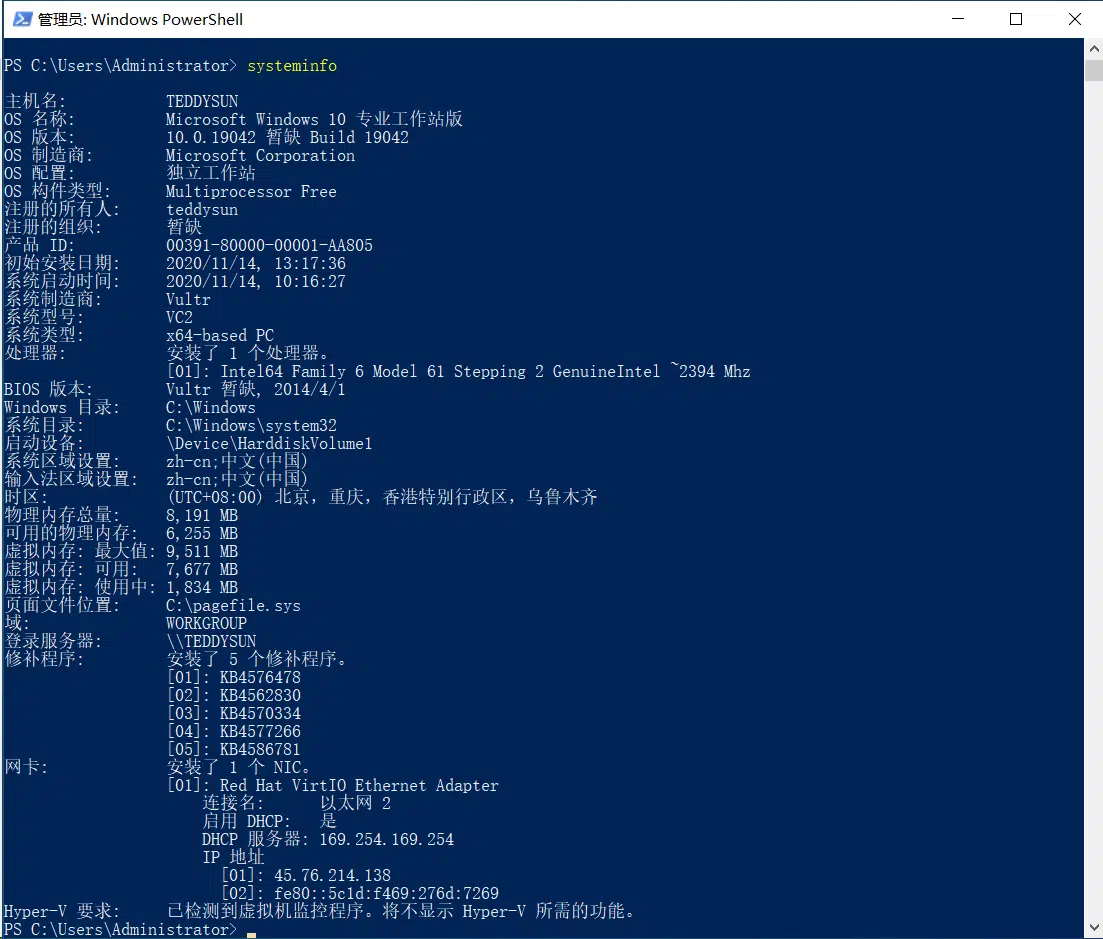 管理员: Windows PowerShell
PS C:\Users\Administrator> systeminfo
主机名: TEDDYSUN
OS 名称: Microsoft Windows 10 专业工作站版
OS 版本: 10.0.19042 暂缺 Build 19042
OS 制造商: Microsoft Corporation
OS 配置: 独立工作站
OS 构件类型: Multiprocessor Free
注册的所有人: teddysun
注册的组织: 暂缺
产品 ID: 00391-80000-00001-AA805
初始安装日期: 2020/11/14, 13:17:36
系统启动时间: 2020/11/14, 10:16:27
系统制造商: Vultr
系统型号: VC2
系统类型: x64-based PC
处理器: 安装了 1 个处理器。
[01]: Intel64 Family 6 Model 61 Stepping 2 GenuineIntel ~2394 Mhz
BIOS 版本: Vultr 暂缺, 2014/4/1
Windows 目录: C:\Windows
系统目录: C:\Windows\system32
启动设备: \Device\HarddiskVolume1
系统区域设置: zh-cn;中文(中国)
输入法区域设置: zh-cn;中文(中国)
时区: (UTC+08:00) 北京，重庆，香港特别行政区，乌鲁木齐
物理内存总量: 8,191 MB
可用的物理内存: 6,255 MB
虚拟内存: 最大值: 9,511 MB
虚拟内存: 可用: 7,677 MB
虚拟内存: 使用中: 1,834 MB
页面文件位置: C:\pagefile.sys
域: WORKGROUP
登录服务器: \\TEDDYSUN
修补程序: 安装了 5 个修补程序。
[01]: KB4576478
[02]: KB4562830
[03]: KB4570334
[04]: KB4577266
[05]: KB4586781
网卡: 安装了 1 个 NIC。
[01]: Red Hat VirtIO Ethernet Adapter
连接名: 以太网 2
启用 DHCP: 是
DHCP 服务器: 169.254.169.254
IP 地址
[01]: 45.76.214.138
[02]: fe80::5c1d:f469:276d:7269
Hyper-V 要求: 已检测到虚拟机监控程序。将不显示 Hyper-V 所需的功能。
PS C:\Users\Administrator>